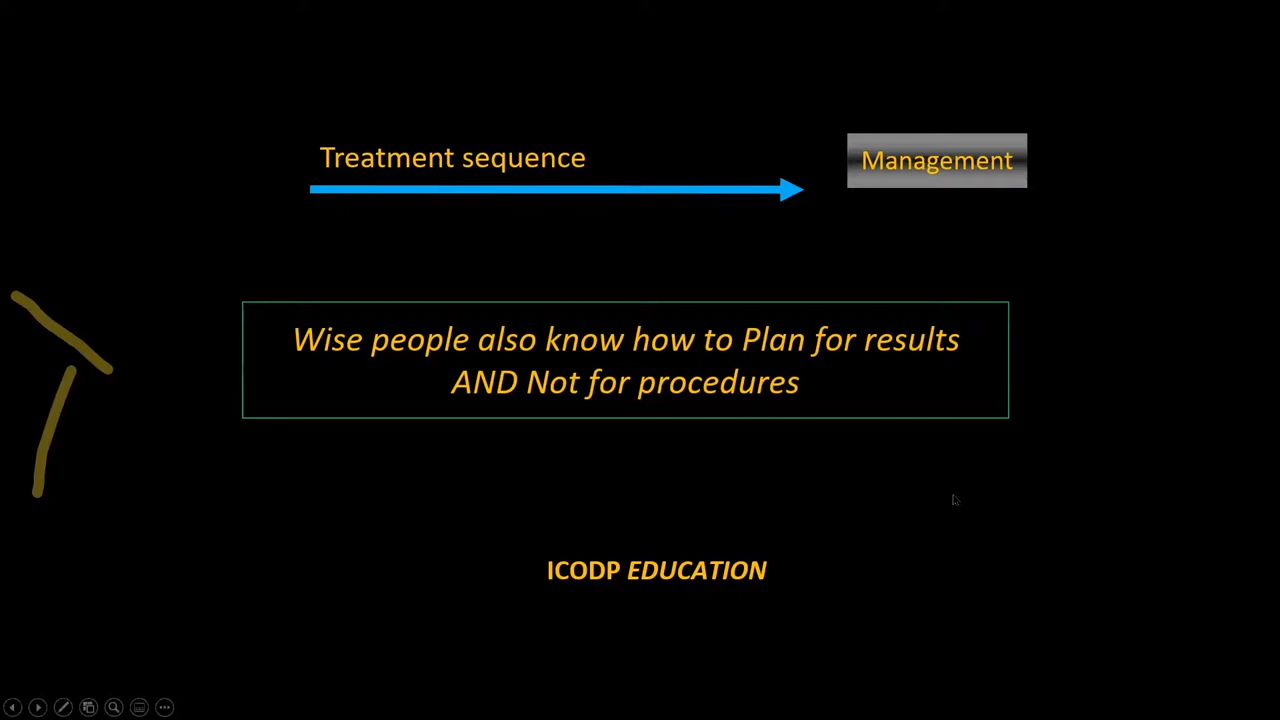 Treatment sequence
Management
Wise people also know how to Plan for results
AND Not for procedures
ICODP EDUCATION